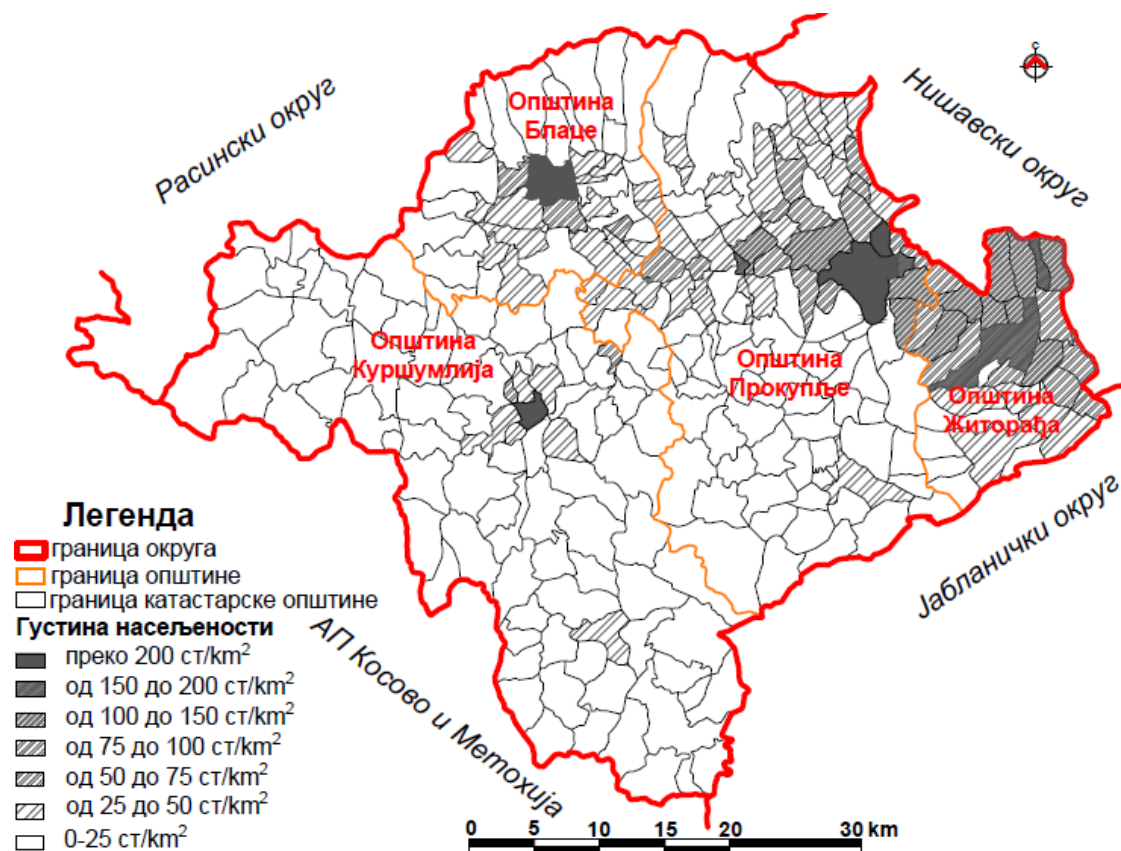 с
Расински округ
Општина
Блаце
Нишавски округ
Општина
Куршумлија
Општина
Прокупље
Општина
Житорађа
Јабланички округ
АП Косово и Метохија
Легенда
граница округа
граница општине
граница катастарске општине
Густина насељености
преко 200 ст/km²
од 150 до 200 ст/km²
од 100 до 150 ст/km²
од 75 до 100 ст/km²
од 50 до 75 ст/km²
од 25 до 50 ст/km²
0-25 ст/km²
0 5 10 15 20 30 km